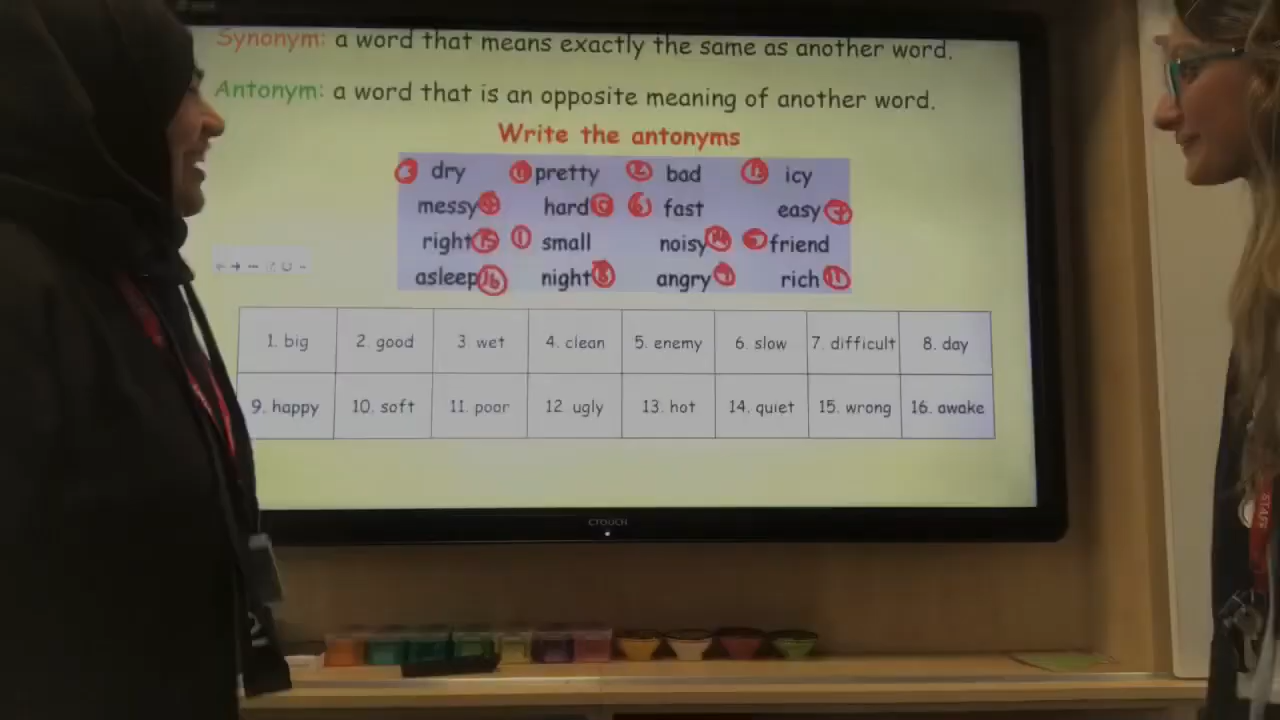 Synonym: a word that means exactly the same as another word.
Antonym: a word that is an opposite meaning of another word.
Write the antonyms
dry pretty bad icy
messy hard fast easy
right small noisy friend
asleep 16 night angry rich
1. big 2. good 3 wet 4. clean 5. enemy 6. slow 7. difficult 8. day
9. happy 10. soft 11. poor 12 ugly 13. hot 14. quiet 15. wrong 16. awake
CTOUCH
STAFF